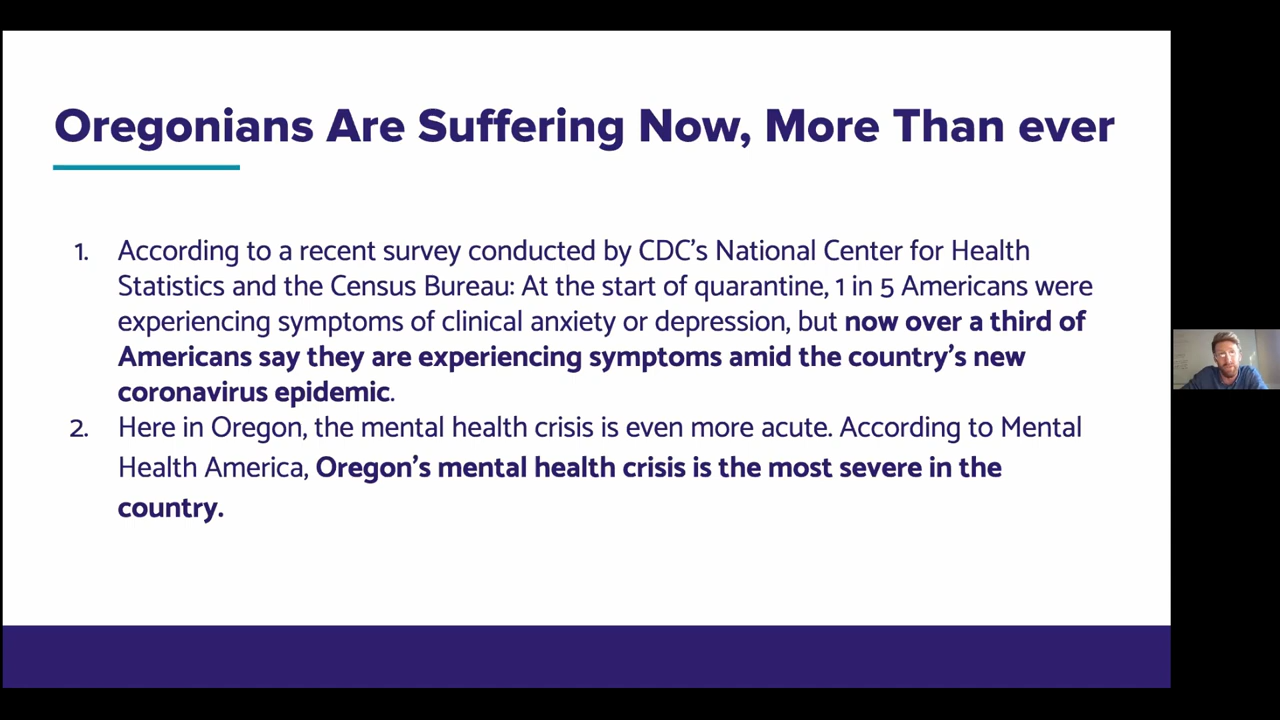 Oregonians Are Suffering Now, More Than ever
1. According to a recent survey conducted by CDC's National Center for Health
Statistics and the Census Bureau: At the start of quarantine, 1 in 5 Americans were
experiencing symptoms of clinical anxiety or depression, but now over a third of
Americans say they are experiencing symptoms amid the country's new
coronavirus epidemic.
2. Here in Oregon, the mental health crisis is even more acute. According to Mental
Health America, Oregon's mental health crisis is the most severe in the
country.